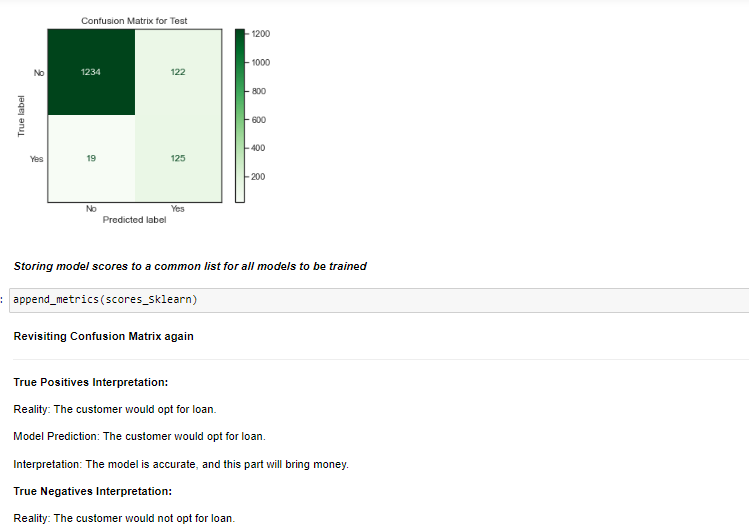 Confusion Matrix for Test
1200
No 1234 122
1000
800
True label
600
400
Yes 19 125
200
No Yes
Predicted label
Storing model scores to a common list for all models to be trained
: append_metrics(scores_Sklearn)
Revisiting Confusion Matrix again
True Positives Interpretation:
Reality: The customer would opt for loan.
Model Prediction: The customer would opt for loan.
Interpretation: The model is accurate, and this part will bring money.
True Negatives Interpretation:
Reality: The customer would not opt for loan.